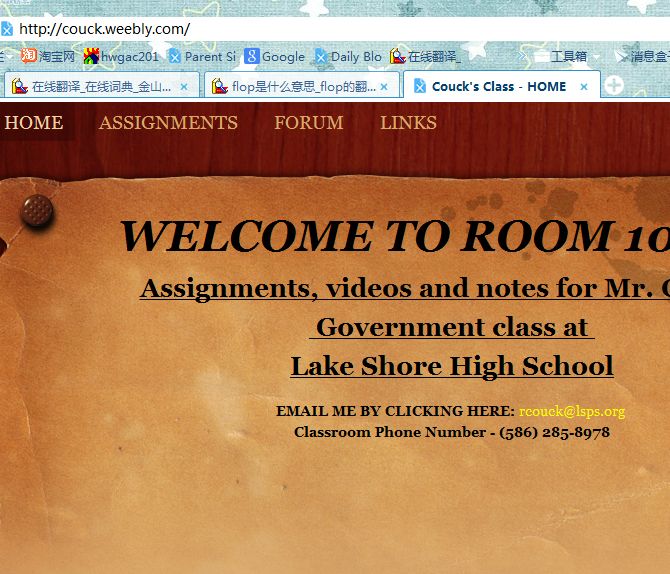 http://couck.weebly.com/
淘宝网 hwgac201 Parent Si Google Daily Blo 在线翻译_ 工具箱 消息盒子
在线翻译_在线词典_金山... flop是什么意思_flop的翻... Couck's Class - HOME
HOME ASSIGNMENTS FORUM LINKS
WELCOME TO ROOM 10
Assignments, videos and notes for Mr.
Government class at
Lake Shore High School
EMAIL ME BY CLICKING HERE: rcouck@lsps.org
Classroom Phone Number - (586) 285-8978